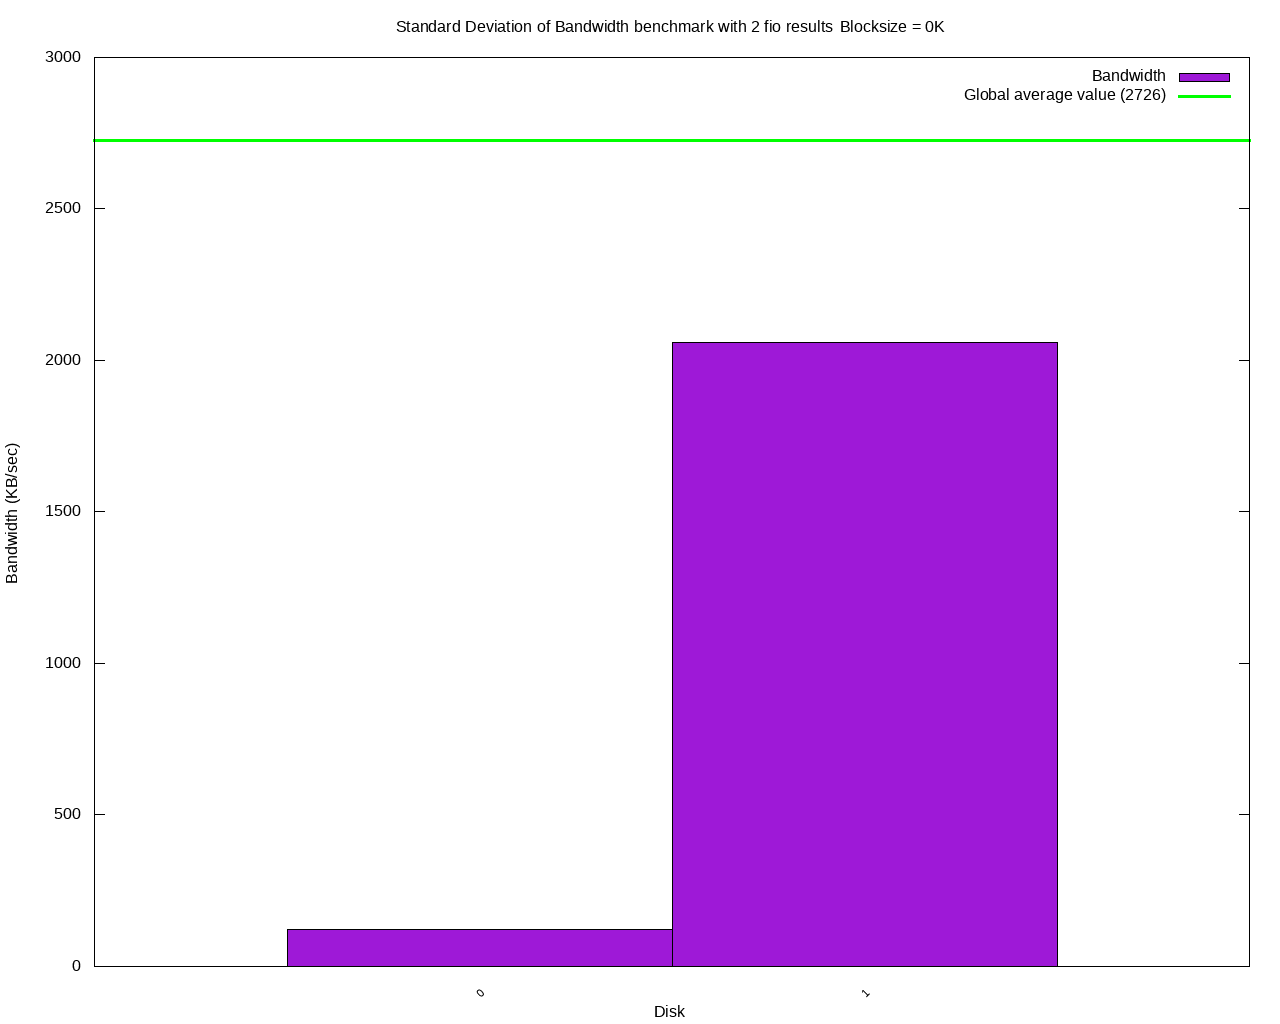 Standard Deviation of Bandwidth benchmark with 2 fio results Blocksize = 0K
3000
2500
2000
1500
1000
500
0
Bandwidth (KB/sec)
Bandwidth
Global average value (2726)
0
1
Disk